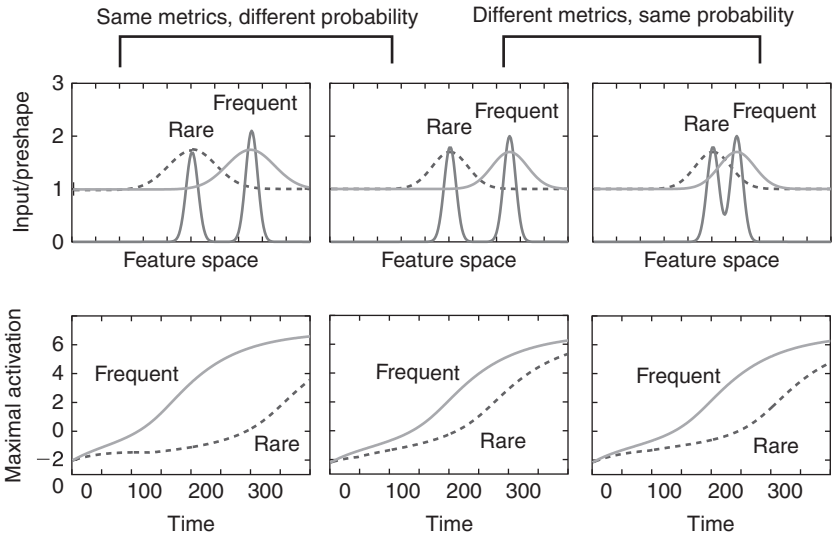 Same metrics, different probability
Different metrics, same probability
Input/preshape
3
2
1
0
Rare
Frequent
Feature space
Rare
Frequent
Feature space
Rare
Frequent
Feature space
Maximal activation
6
4
2
0
–2
0
Frequent
Rare
0 100 200 300
Time
Frequent
Rare
0 100 200 300
Time
Frequent
Rare
0 100 200 300
Time